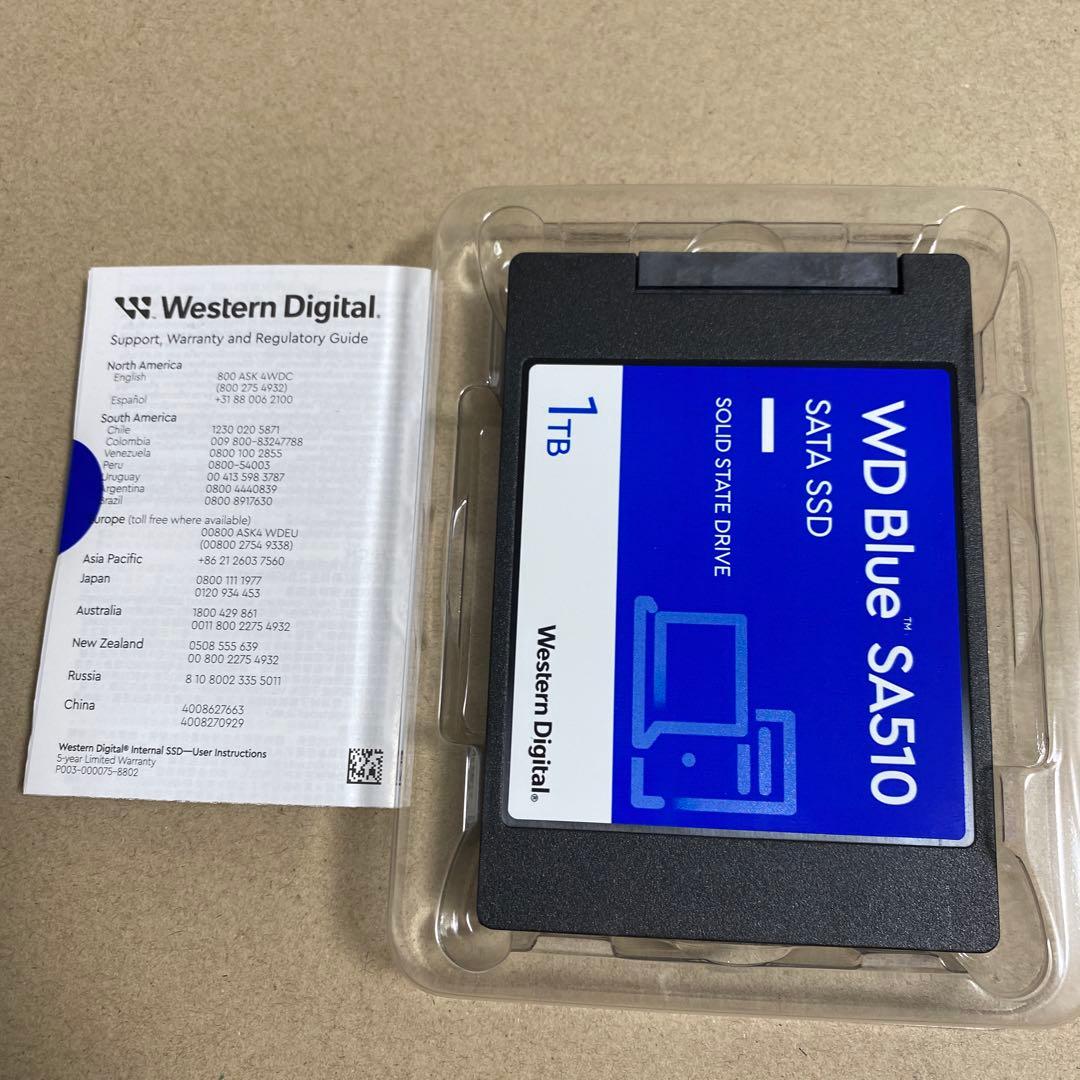 Western Digital.
Support, Warranty and Regulatory Guide
North America
English 800 ASK 4WDC
(800 275 4932)
Español +31 88 006 2100
South America
Chile 1230 020 5871
Colombia 009 800-83247788
Venezuela 0800 100 2855
Peru 0800-54003
Uruguay 00 413 598 3787
Argentina 0800 4440839
Brazil 0800 8917630
Europe (toll free where available)
00800 ASK4 WDEU
(00800 2754 9338)
Asia Pacific +86 21 2603 7560
Japan 0800 111 1977
0120 934 453
Australia 1800 429 861
0011 800 2275 4932
New Zealand 0508 555 639
00 800 2275 4932
Russia 8 10 8002 335 5011
China 4008627663
4008270929
Western Digital® Internal SSD—User Instructions
5-year Limited Warranty
P003-000075-8802
WD Blue™ SA510
SATA SSD
SOLID STATE DRIVE
1TB
Western Digital®